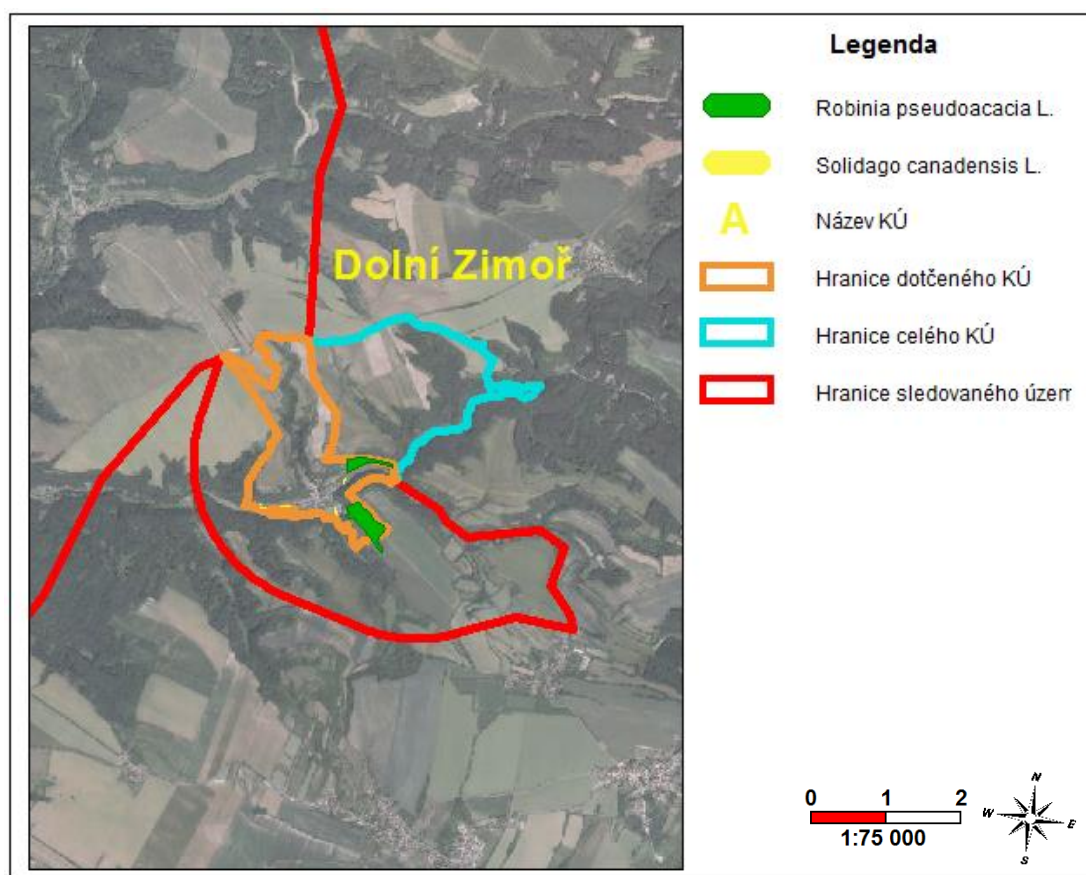 Legenda
Robinia pseudoacacia L.
Solidago canadensis L.
A
Název KÚ
Hranice dotčeného KÚ
Hranice celého KÚ
Hranice sledovaného územ
Dolní Zimoř
0 1 2
1:75 000
N
W
E
S